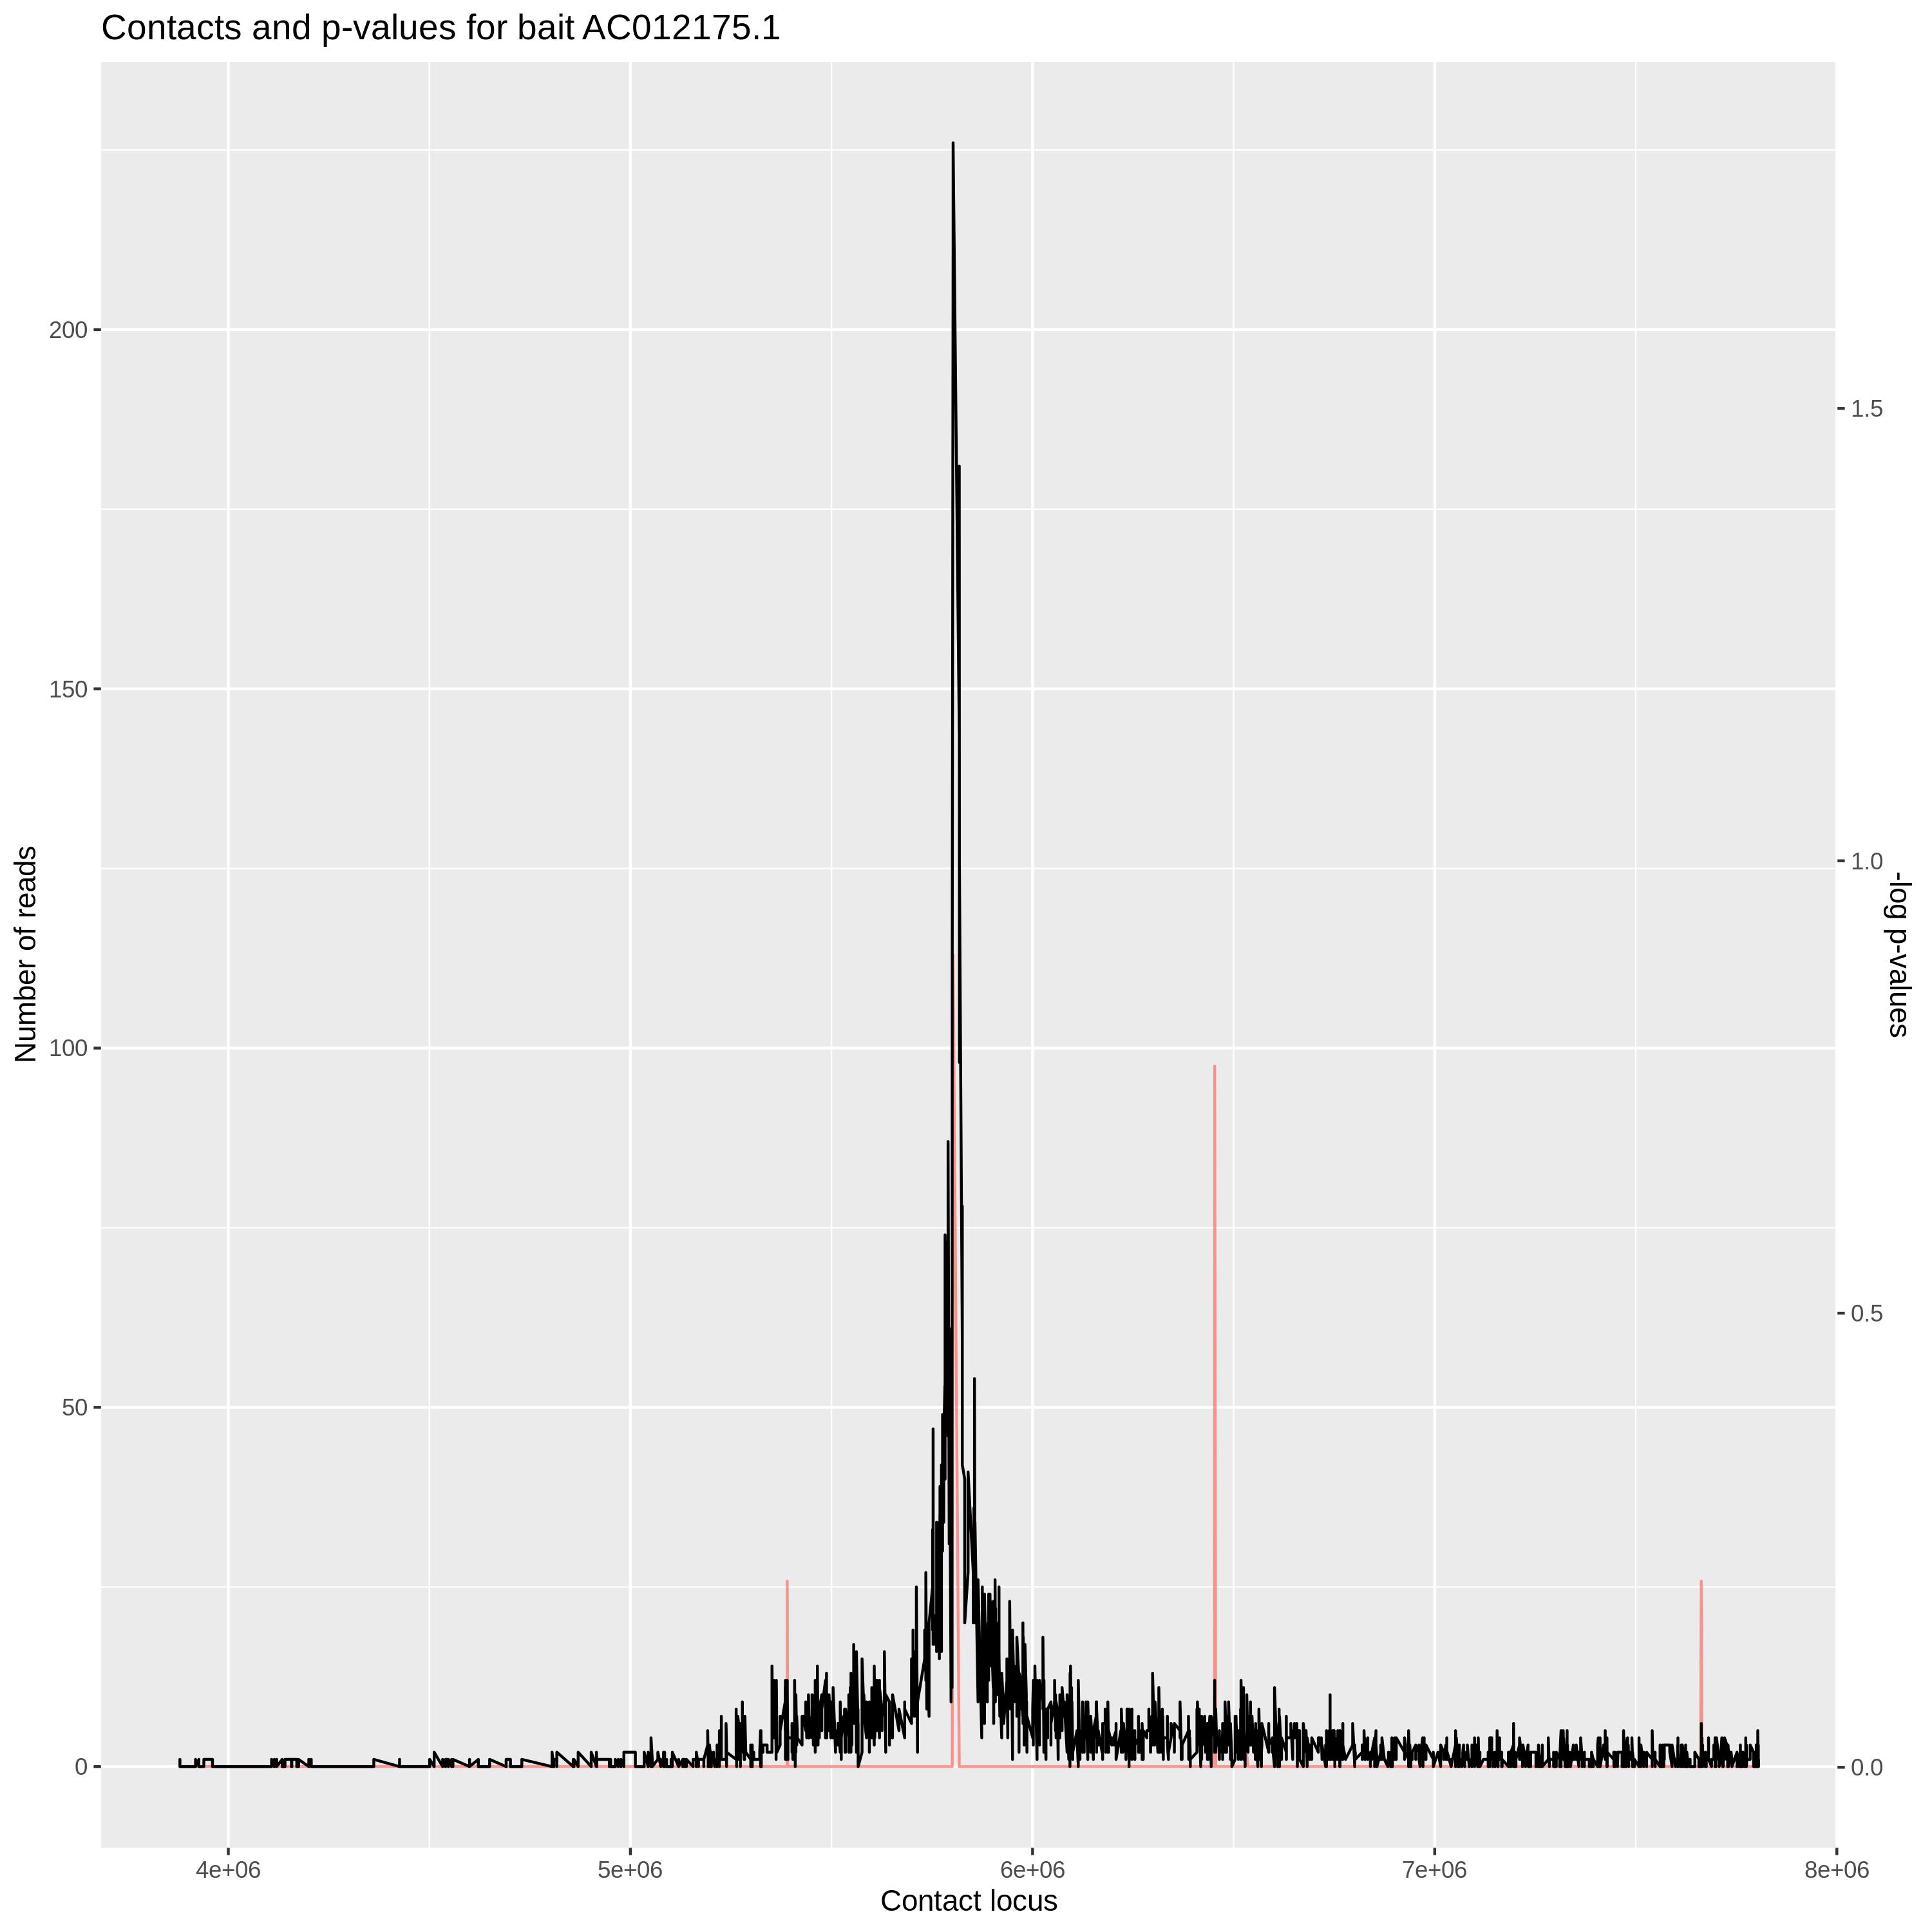 Contacts and p-values for bait AC012175.1
Number of reads
200
150
100
50
0
1.5
1.0
0.5
0.0
-log p-values
4e+06 5e+06 6e+06 7e+06 8e+06
Contact locus